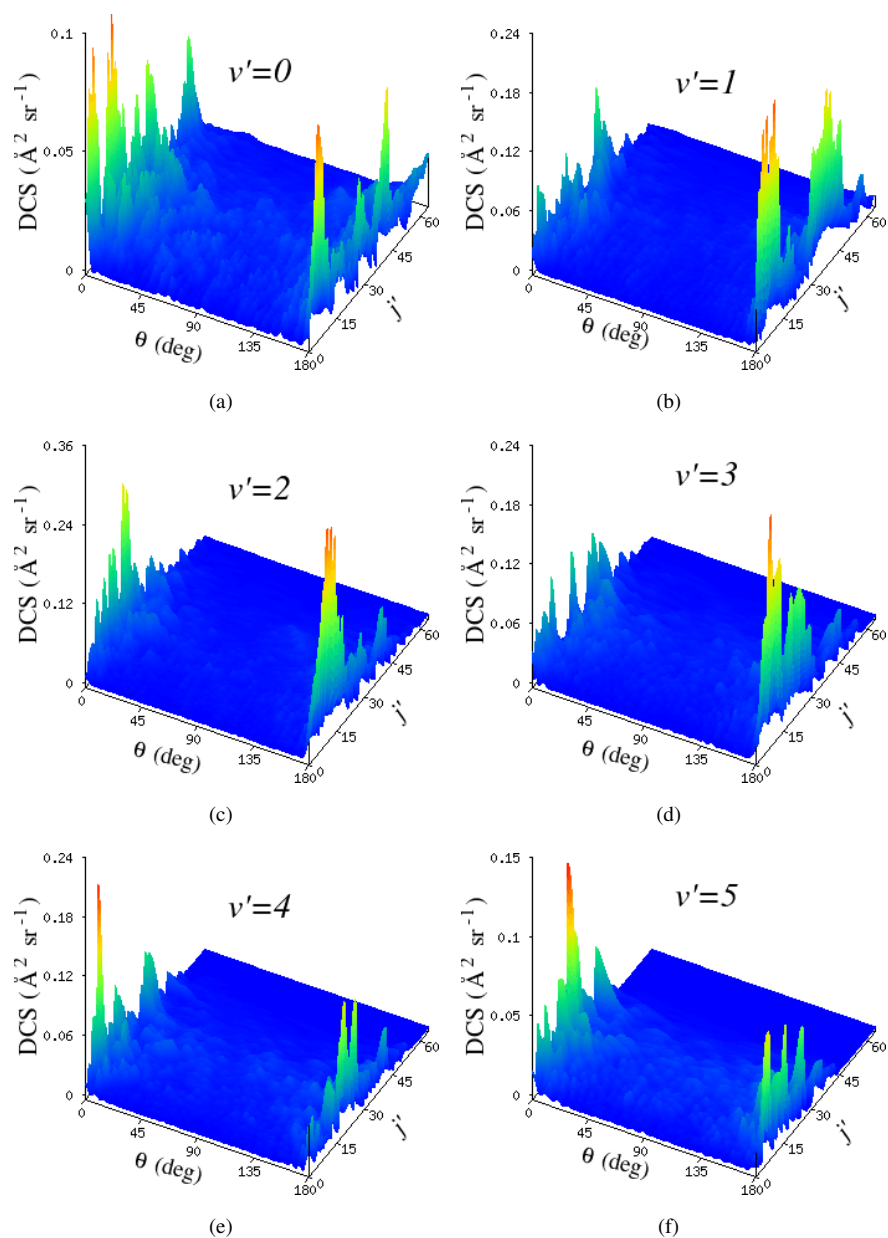 v'=0
0.1
0.05
0
DCS ( Å² sr⁻¹)
0
45
90
135
180
θ (deg)
0
15
30
45
60
j'
(a)
v'=1
0.24
0.18
0.12
0.06
0
DCS ( Å² sr⁻¹)
0
45
90
135
180
θ (deg)
0
15
30
45
60
j'
(b)
v'=2
0.36
0.24
0.12
0
DCS ( Å² sr⁻¹)
0
45
90
135
180
θ (deg)
0
15
30
45
60
j'
(c)
v'=3
0.24
0.18
0.12
0.06
0
DCS ( Å² sr⁻¹)
0
45
90
135
180
θ (deg)
0
15
30
45
60
j'
(d)
v'=4
0.24
0.18
0.12
0.06
0
DCS ( Å² sr⁻¹)
0
45
90
135
180
θ (deg)
0
15
30
45
60
j'
(e)
v'=5
0.15
0.1
0.05
0
DCS ( Å² sr⁻¹)
0
45
90
135
180
θ (deg)
0
15
30
45
60
j'
(f)